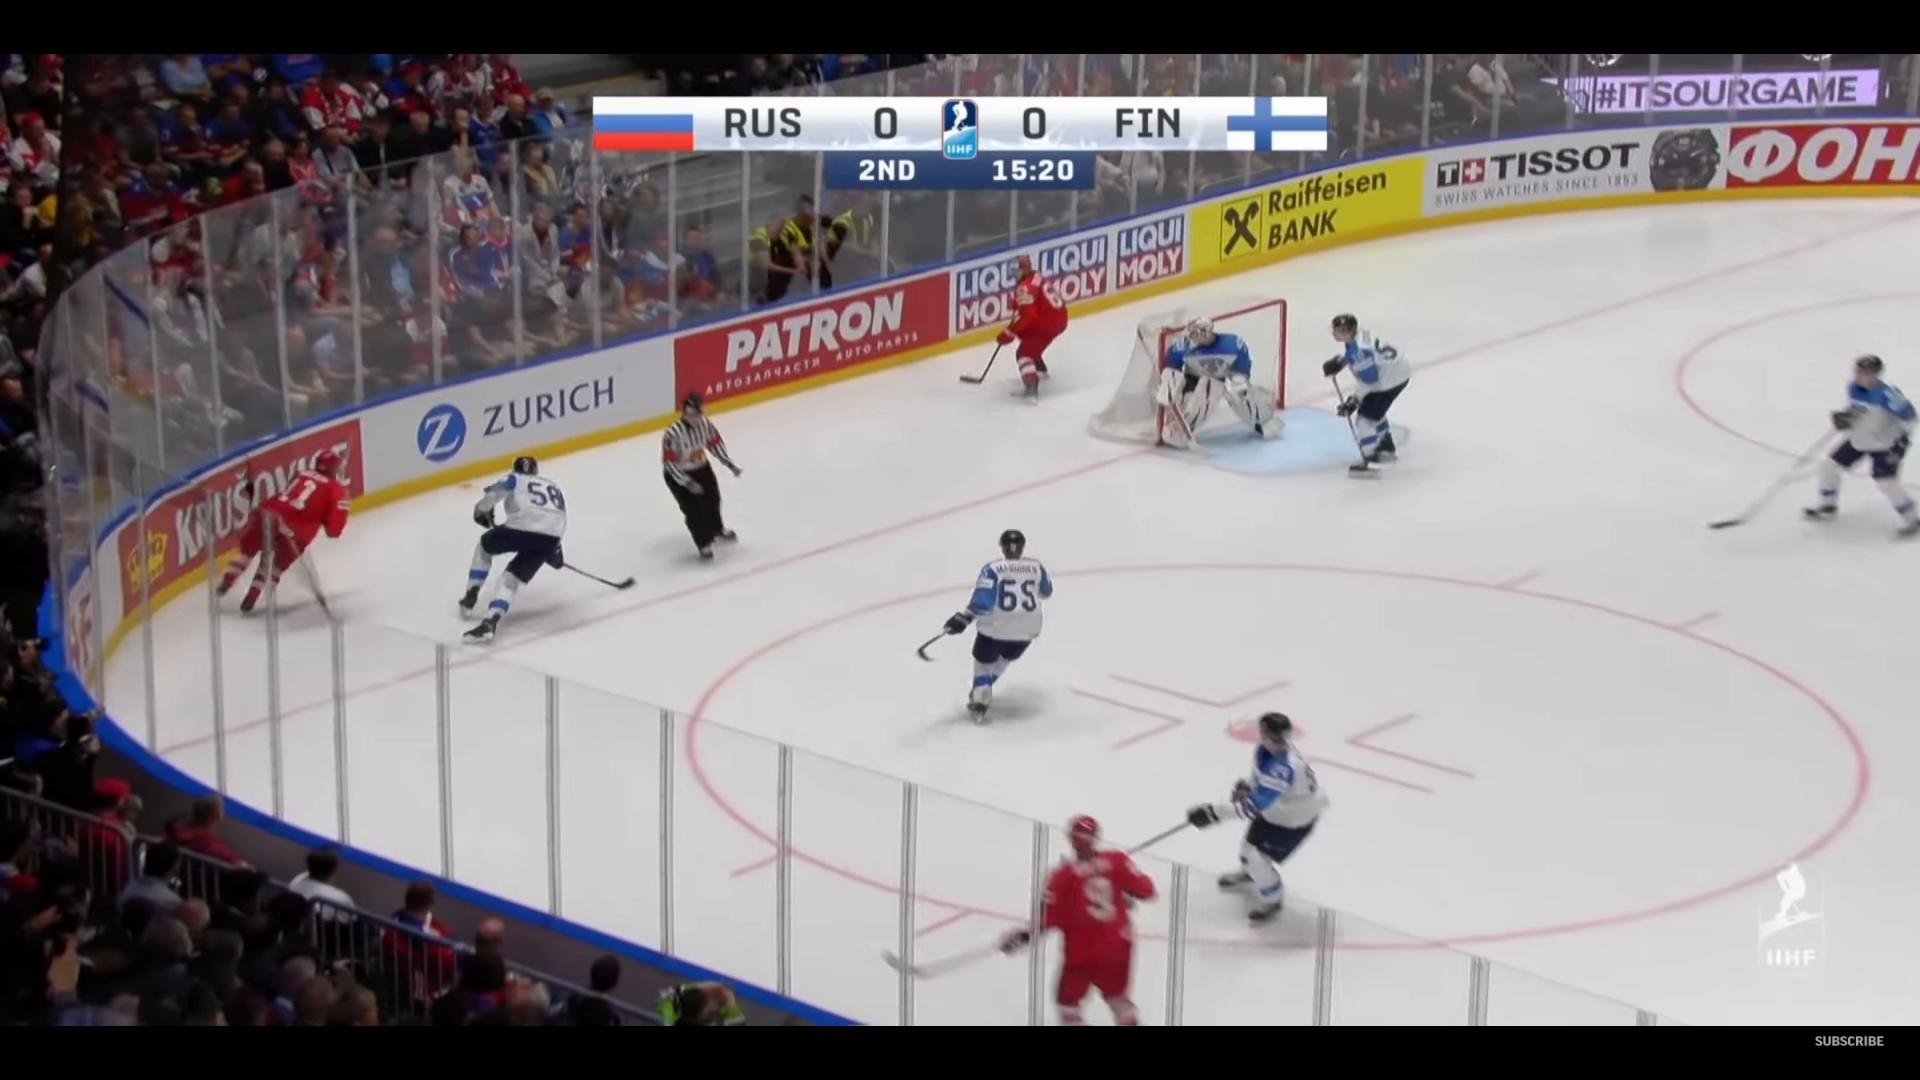 #ITSOURGAME
RUS 0 0 FIN
IIHF
2ND 15:20
TISSOT
SWISS WATCHES SINCE 1853
ФОН
Raiffeisen
BANK
LIQUI
MOLY
LIQUI
MOLY
LIQUI
MOLY
PATRON
АВТОЗАПЧАСТИ AUTO PARTS
Z ZURICH
58
65
9
IIHF
SUBSCRIBE